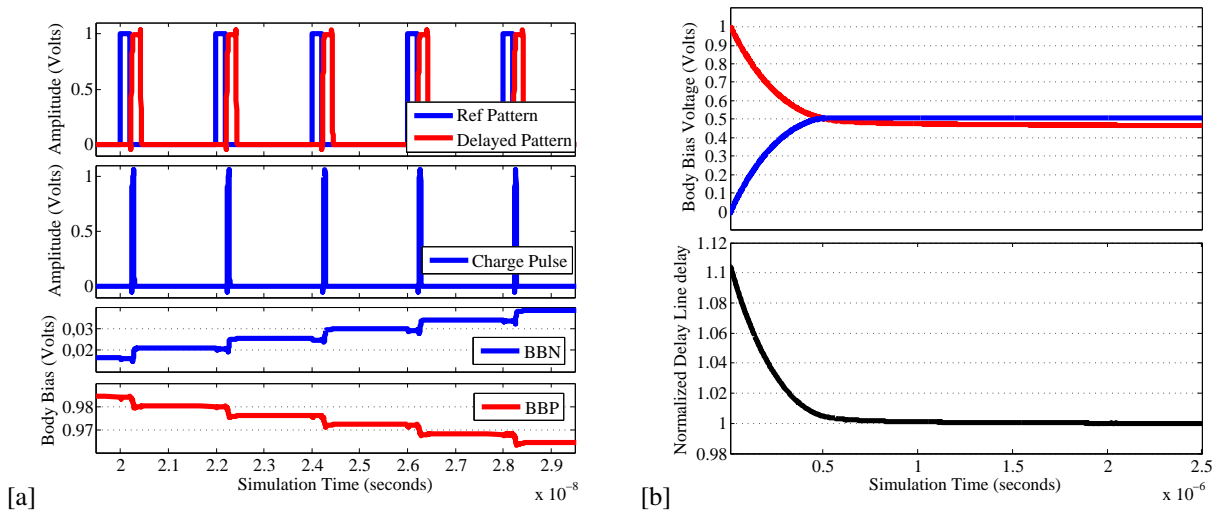 Amplitude (Volts)
1
0.5
0
Ref Pattern
Delayed Pattern
Amplitude (Volts)
1
0.5
0
Charge Pulse
Body Bias (Volts)
0,03
0,02
BBN
0.98
0.97
BBP
2 2.1 2.2 2.3 2.4 2.5 2.6 2.7 2.8 2.9
Simulation Time (seconds)
x 10⁻⁸
[a]
Body Bias Voltage (Volts)
1
0.9
0.8
0.7
0.6
0.5
0.4
0.3
0.2
0.1
0
Normalized Delay Line delay
1.12
1.1
1.08
1.06
1.04
1.02
1
0.98
0.5 1 1.5 2 2.5
Simulation Time (seconds)
x 10⁻⁶
[b]